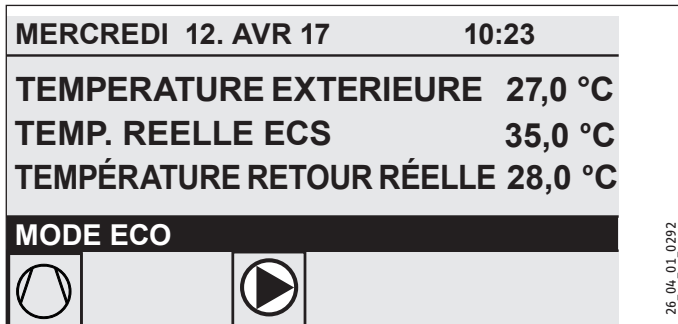 MERCREDI 12. AVR 17 10:23
TEMPERATURE EXTERIEURE 27,0 °C
TEMP. REELLE ECS 35,0 °C
TEMPÉRATURE RETOUR RÉELLE 28,0 °C
MODE ECO
26_04_01_0292